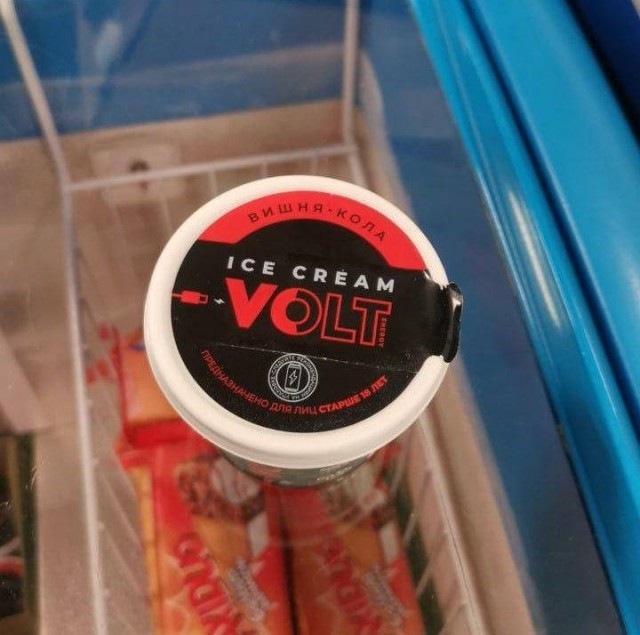 ВИШНЯ-КОЛА
ICE CREAM
VOLT
ENERGY
ПРЕДНАЗНАЧЕНО ДЛЯ ЛИЦ СТАРШЕ 18 ЛЕТ